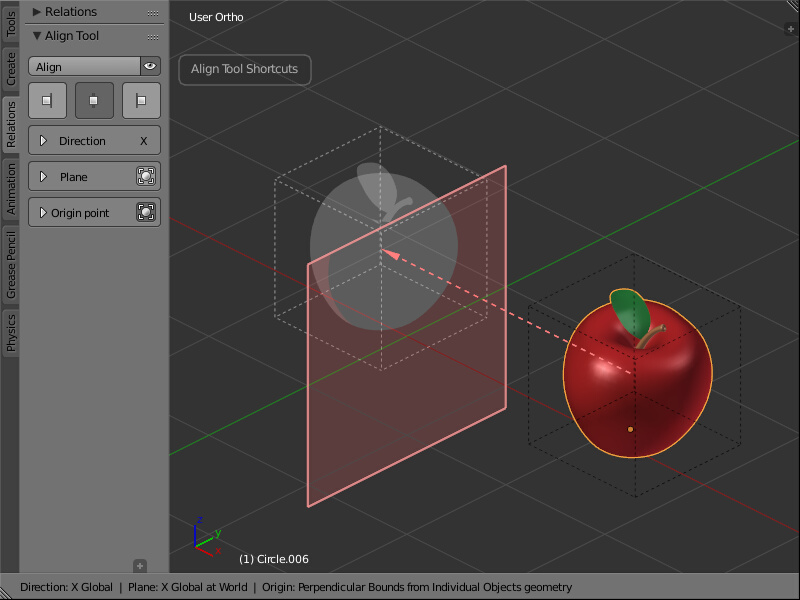 Tools
Create
Relations
Animation
Grease Pencil
Physics
Relations
Align Tool
Align
Direction X
Plane
Origin point
User Ortho
Align Tool Shortcuts
z
y
x
(1) Circle.006
Direction: X Global | Plane: X Global at World | Origin: Perpendicular Bounds from Individual Objects geometry